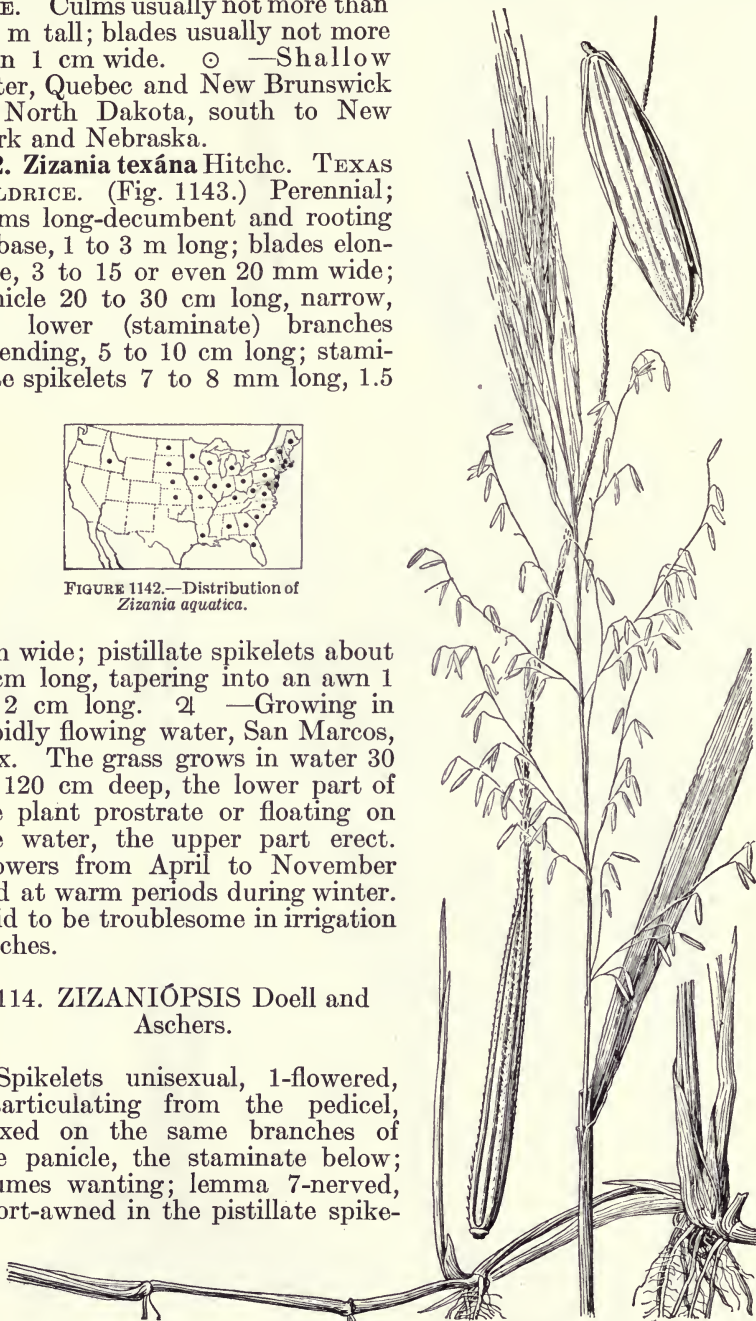 E. Culms usually not more than
m tall; blades usually not more
n 1 cm wide. ⊙ —Shallow
ter, Quebec and New Brunswick
North Dakota, south to New
rk and Nebraska.
2. Zizania texána Hitchc. TEXAS
LDRICE. (Fig. 1143.) Perennial;
ms long-decumbent and rooting
base, 1 to 3 m long; blades elon-
e, 3 to 15 or even 20 mm wide;
nicle 20 to 30 cm long, narrow,
lower (staminate) branches
ending, 5 to 10 cm long; stami-
e spikelets 7 to 8 mm long, 1.5
FIGURE 1142.—Distribution of
Zizania aquatica.
n wide; pistillate spikelets about
cm long, tapering into an awn 1
2 cm long. ♃ —Growing in
pidly flowing water, San Marcos,
x. The grass grows in water 30
120 cm deep, the lower part of
e plant prostrate or floating on
e water, the upper part erect.
owers from April to November
d at warm periods during winter.
id to be troublesome in irrigation
ches.
114. ZIZANIÓPSIS Doell and
Aschers.
Spikelets unisexual, 1-flowered,
articulating from the pedicel,
xed on the same branches of
e panicle, the staminate below;
umes wanting; lemma 7-nerved,
ort-awned in the pistillate spike-